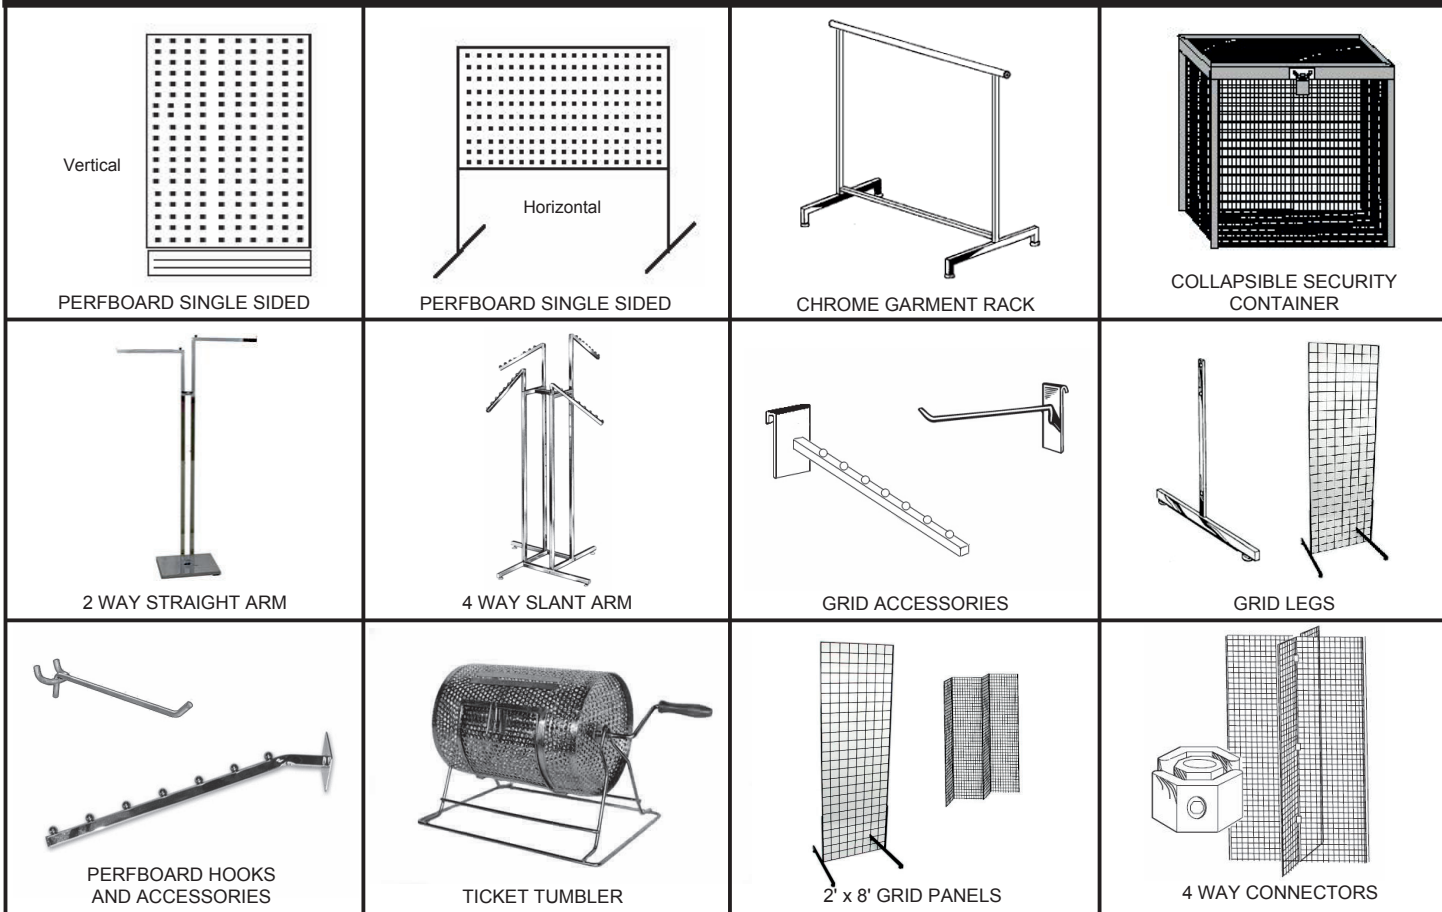 Vertical
PERFBOARD SINGLE SIDED
Horizontal
PERFBOARD SINGLE SIDED
CHROME GARMENT RACK
COLLAPSIBLE SECURITY
CONTAINER
2 WAY STRAIGHT ARM
4 WAY SLANT ARM
GRID ACCESSORIES
GRID LEGS
PERFBOARD HOOKS
AND ACCESSORIES
TICKET TUMBLER
2' x 8' GRID PANELS
4 WAY CONNECTORS